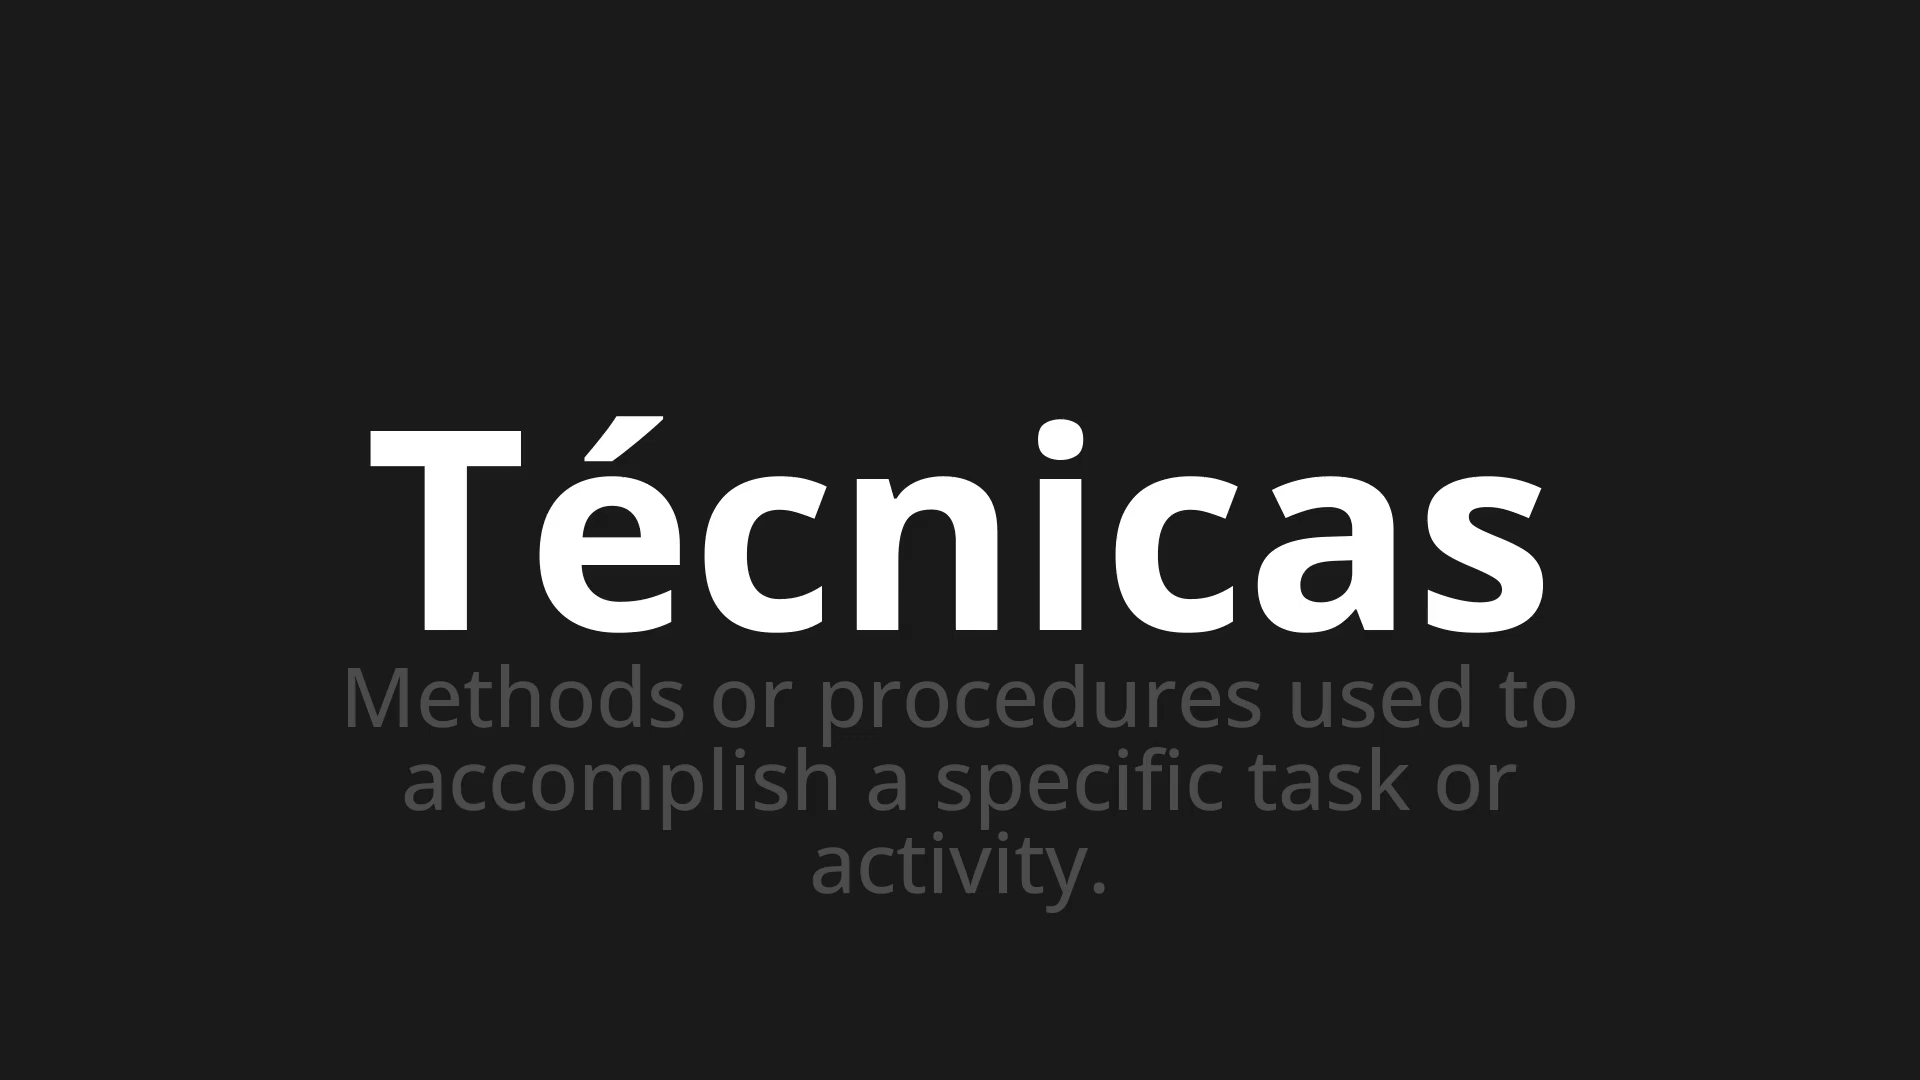 Técnicas
Methods or procedures used to
accomplish a specific task or
activity.